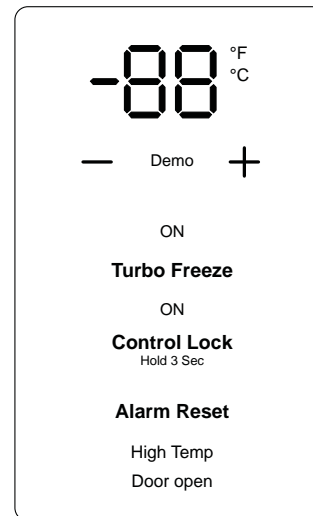 -88 °F
°C
— Demo +
ON
Turbo Freeze
ON
Control Lock
Hold 3 Sec
Alarm Reset
High Temp
Door open